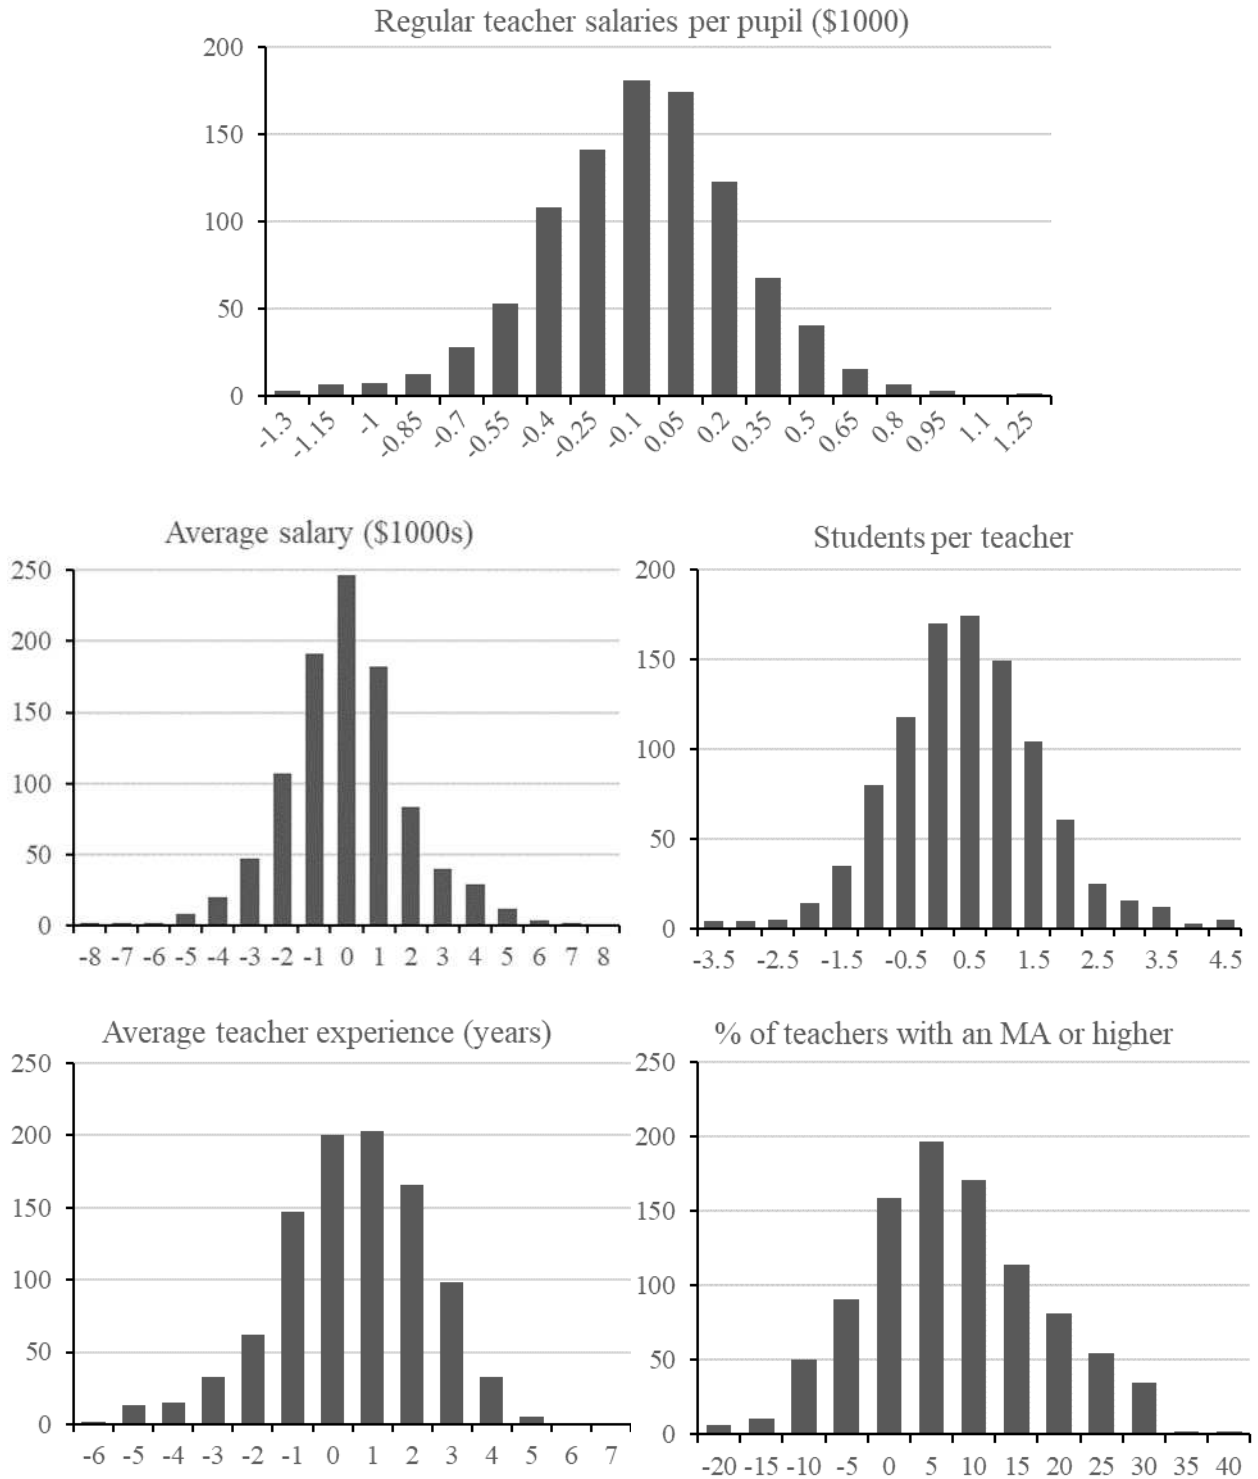 Regular teacher salaries per pupil ($1000)
200
150
100
50
0
-1.3 -1.15 -1 -0.85 -0.7 -0.55 -0.4 -0.25 -0.1 0.05 0.2 0.35 0.5 0.65 0.8 0.95 1.1 1.25
Average salary ($1000s)
250
200
150
100
50
0
-8 -7 -6 -5 -4 -3 -2 -1 0 1 2 3 4 5 6 7 8
Students per teacher
200
150
100
50
0
-3.5 -2.5 -1.5 -0.5 0.5 1.5 2.5 3.5 4.5
Average teacher experience (years)
250
200
150
100
50
0
-6 -5 -4 -3 -2 -1 0 1 2 3 4 5 6 7
% of teachers with an MA or higher
250
200
150
100
50
0
-20 -15 -10 -5 0 5 10 15 20 25 30 35 40